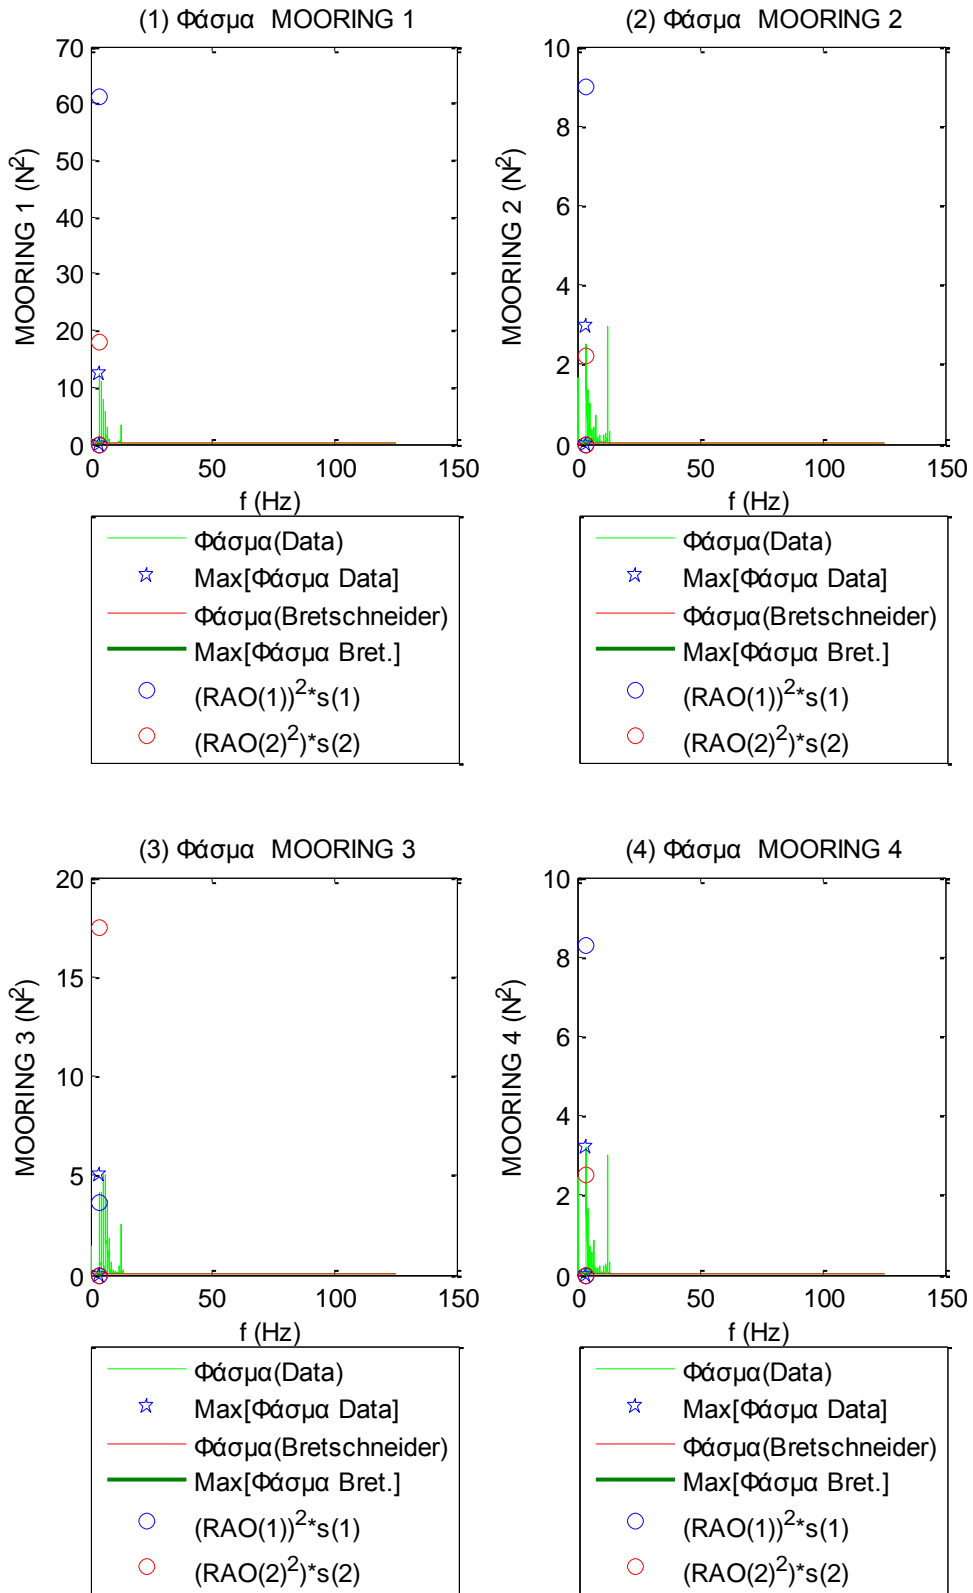 (1) Φάσμα MOORING 1
70
60
50
40
30
20
10
0
MOORING 1 (N²)
0 50 100 150
f (Hz)
Φάσμα(Data)
Max[Φάσμα Data]
Φάσμα(Bretschneider)
Max[Φάσμα Bret.]
(RAO(1))²*s(1)
(RAO(2)²)*s(2)
(2) Φάσμα MOORING 2
10
8
6
4
2
0
MOORING 2 (N²)
0 50 100 150
f (Hz)
Φάσμα(Data)
Max[Φάσμα Data]
Φάσμα(Bretschneider)
Max[Φάσμα Bret.]
(RAO(1))²*s(1)
(RAO(2)²)*s(2)
(3) Φάσμα MOORING 3
20
15
10
5
0
MOORING 3 (N²)
0 50 100 150
f (Hz)
Φάσμα(Data)
Max[Φάσμα Data]
Φάσμα(Bretschneider)
Max[Φάσμα Bret.]
(RAO(1))²*s(1)
(RAO(2)²)*s(2)
(4) Φάσμα MOORING 4
10
8
6
4
2
0
MOORING 4 (N²)
0 50 100 150
f (Hz)
Φάσμα(Data)
Max[Φάσμα Data]
Φάσμα(Bretschneider)
Max[Φάσμα Bret.]
(RAO(1))²*s(1)
(RAO(2)²)*s(2)